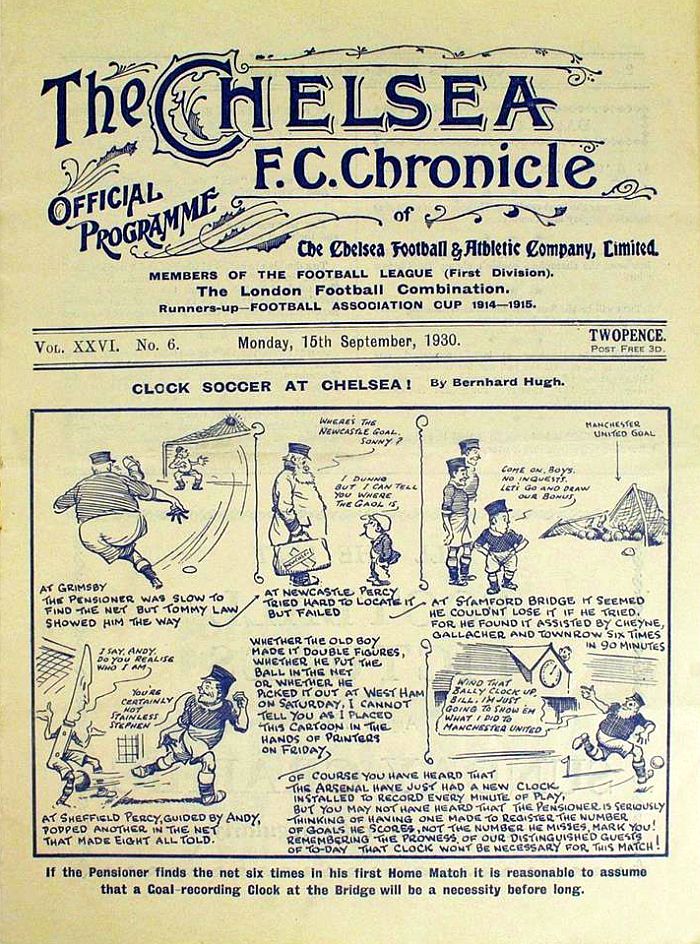 The CHELSEA
F.C. Chronicle
OFFICIAL
PROGRAMME
of
The Chelsea Football & Athletic Company, Limited.
MEMBERS OF THE FOOTBALL LEAGUE (First Division).
The London Football Combination.
Runners-up—FOOTBALL ASSOCIATION CUP 1914—1915.
VOL. XXVI. No. 6.
Monday, 15th September, 1930.
TWOPENCE.
POST FREE 3D.
CLOCK SOCCER AT CHELSEA! By Bernhard Hugh.
WHERE'S THE
NEWCASTLE GOAL,
SONNY?
I DUNNO
BUT I CAN TELL
YOU WHERE
THE GAOL IS,
MANCHESTER
UNITED GOAL
COME ON, BOYS.
NO INQUESTS.
LETS GO AND DRAW
OUR BONUS,
AT GRIMSBY
THE PENSIONER WAS SLOW TO
FIND THE NET BUT TOMMY LAW
SHOWED HIM THE WAY
AT NEWCASTLE PERCY
TRIED HARD TO LOCATE IT
BUT FAILED
AT STAMFORD BRIDGE IT SEEMED
HE COULDN'T LOSE IT IF HE TRIED.
FOR HE FOUND IT ASSISTED BY CHEYNE,
GALLACHER AND TOWNROW SIX TIMES
IN 90 MINUTES
I SAY, ANDY,
DO YOU REALISE
WHO I AM,
YOU'RE
CERTAINLY
NOT
STAINLESS
STEPHEN
AT SHEFFIELD PERCY, GUIDED BY ANDY,
POPPED ANOTHER IN THE NET
THAT MADE EIGHT ALL TOLD.
WHETHER THE OLD BOY
MADE IT DOUBLE FIGURES,
WHETHER HE PUT THE
BALL IN THE NET
OR WHETHER HE
PICKED IT OUT AT WEST HAM
ON SATURDAY, I CANNOT
TELL YOU AS I PLACED
THIS CARTOON IN THE
HANDS OF PRINTERS
ON FRIDAY
WIND THAT
BALLY CLOCK UP,
BILL. I'M JUST
GOING TO SHOW EM
WHAT I DID TO
MANCHESTER UNITED
OF COURSE YOU HAVE HEARD THAT
THE ARSENAL HAVE JUST HAD A NEW CLOCK
INSTALLED TO RECORD EVERY MINUTE OF PLAY,
BUT YOU MAY NOT HAVE HEARD THAT THE PENSIONER IS SERIOUSLY
THINKING OF HAVING ONE MADE TO REGISTER THE NUMBER
OF GOALS HE SCORES, NOT THE NUMBER HE MISSES, MARK YOU!
REMEMBERING THE PROWESS OF OUR DISTINGUISHED GUESTS
OF TO-DAY THAT CLOCK WONT BE NECESSARY FOR THIS MATCH!
If the Pensioner finds the net six times in his first Home Match it is reasonable to assume
that a Goal-recording Clock at the Bridge will be a necessity before long.